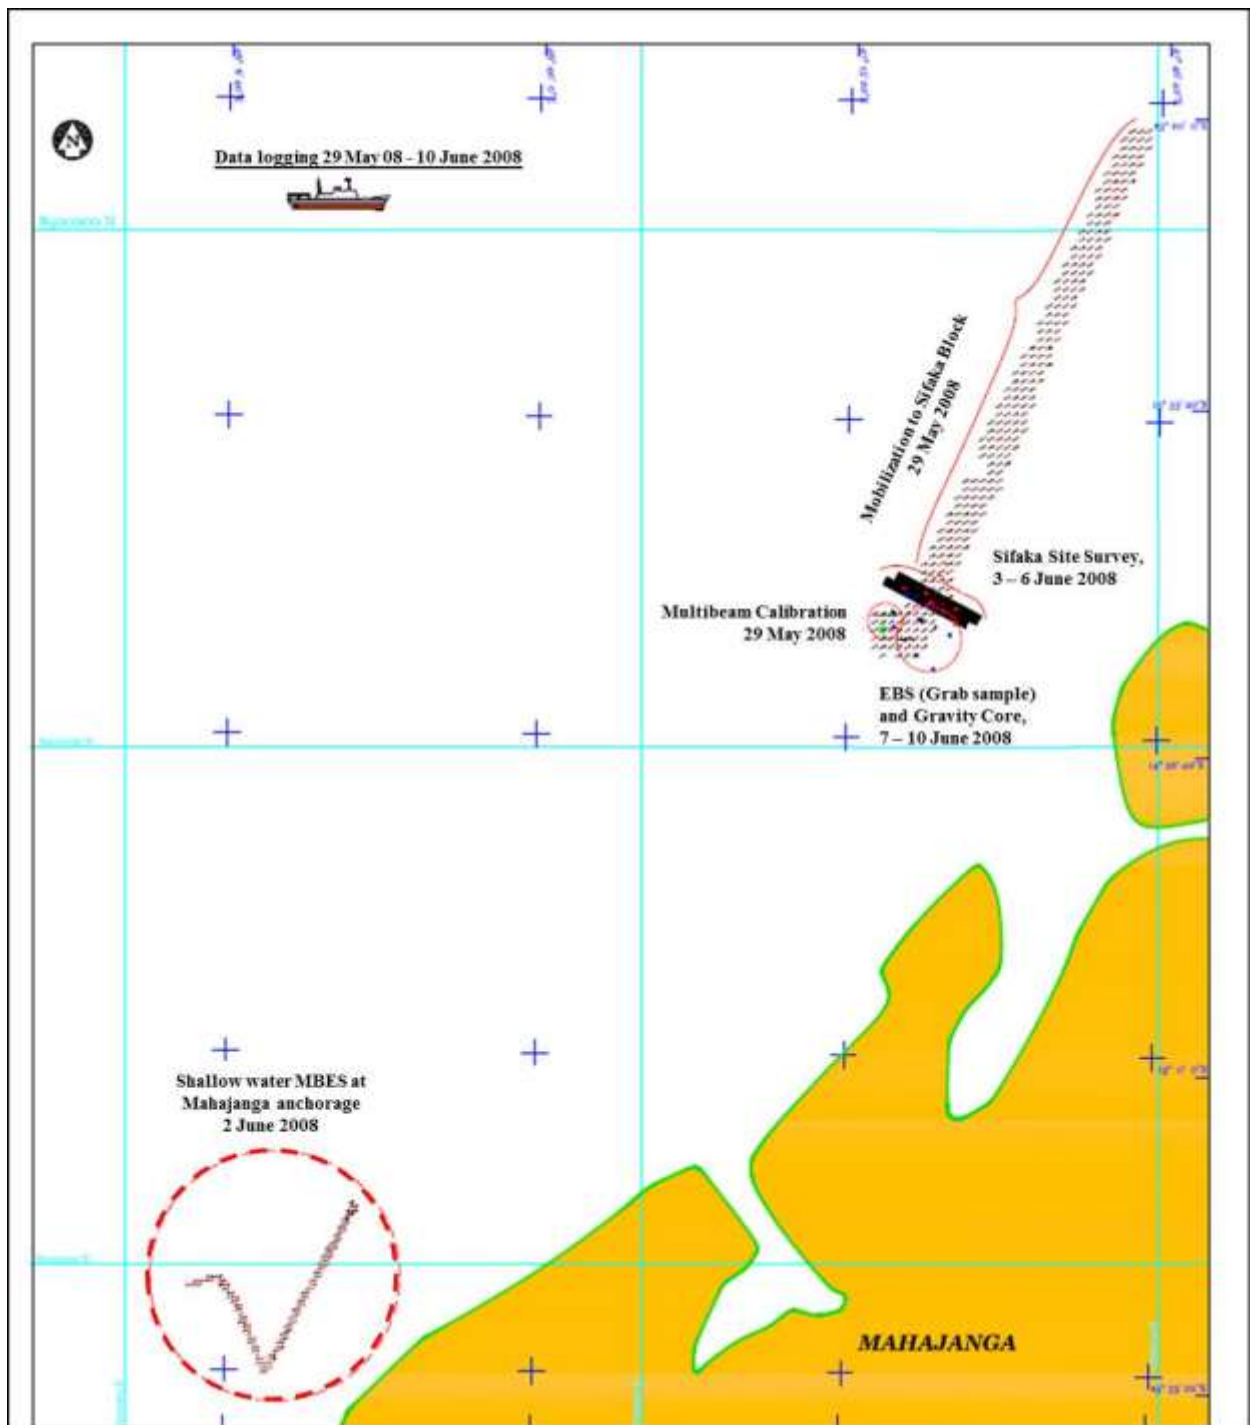 N
Data logging 29 May 08 - 10 June 2008
Mobilization to Sifaka Block
29 May 2008
Sifaka Site Survey,
3 – 6 June 2008
Multibeam Calibration
29 May 2008
EBS (Grab sample)
and Gravity Core,
7 – 10 June 2008
Shallow water MBES at
Mahajanga anchorage
2 June 2008
MAHAJANGA